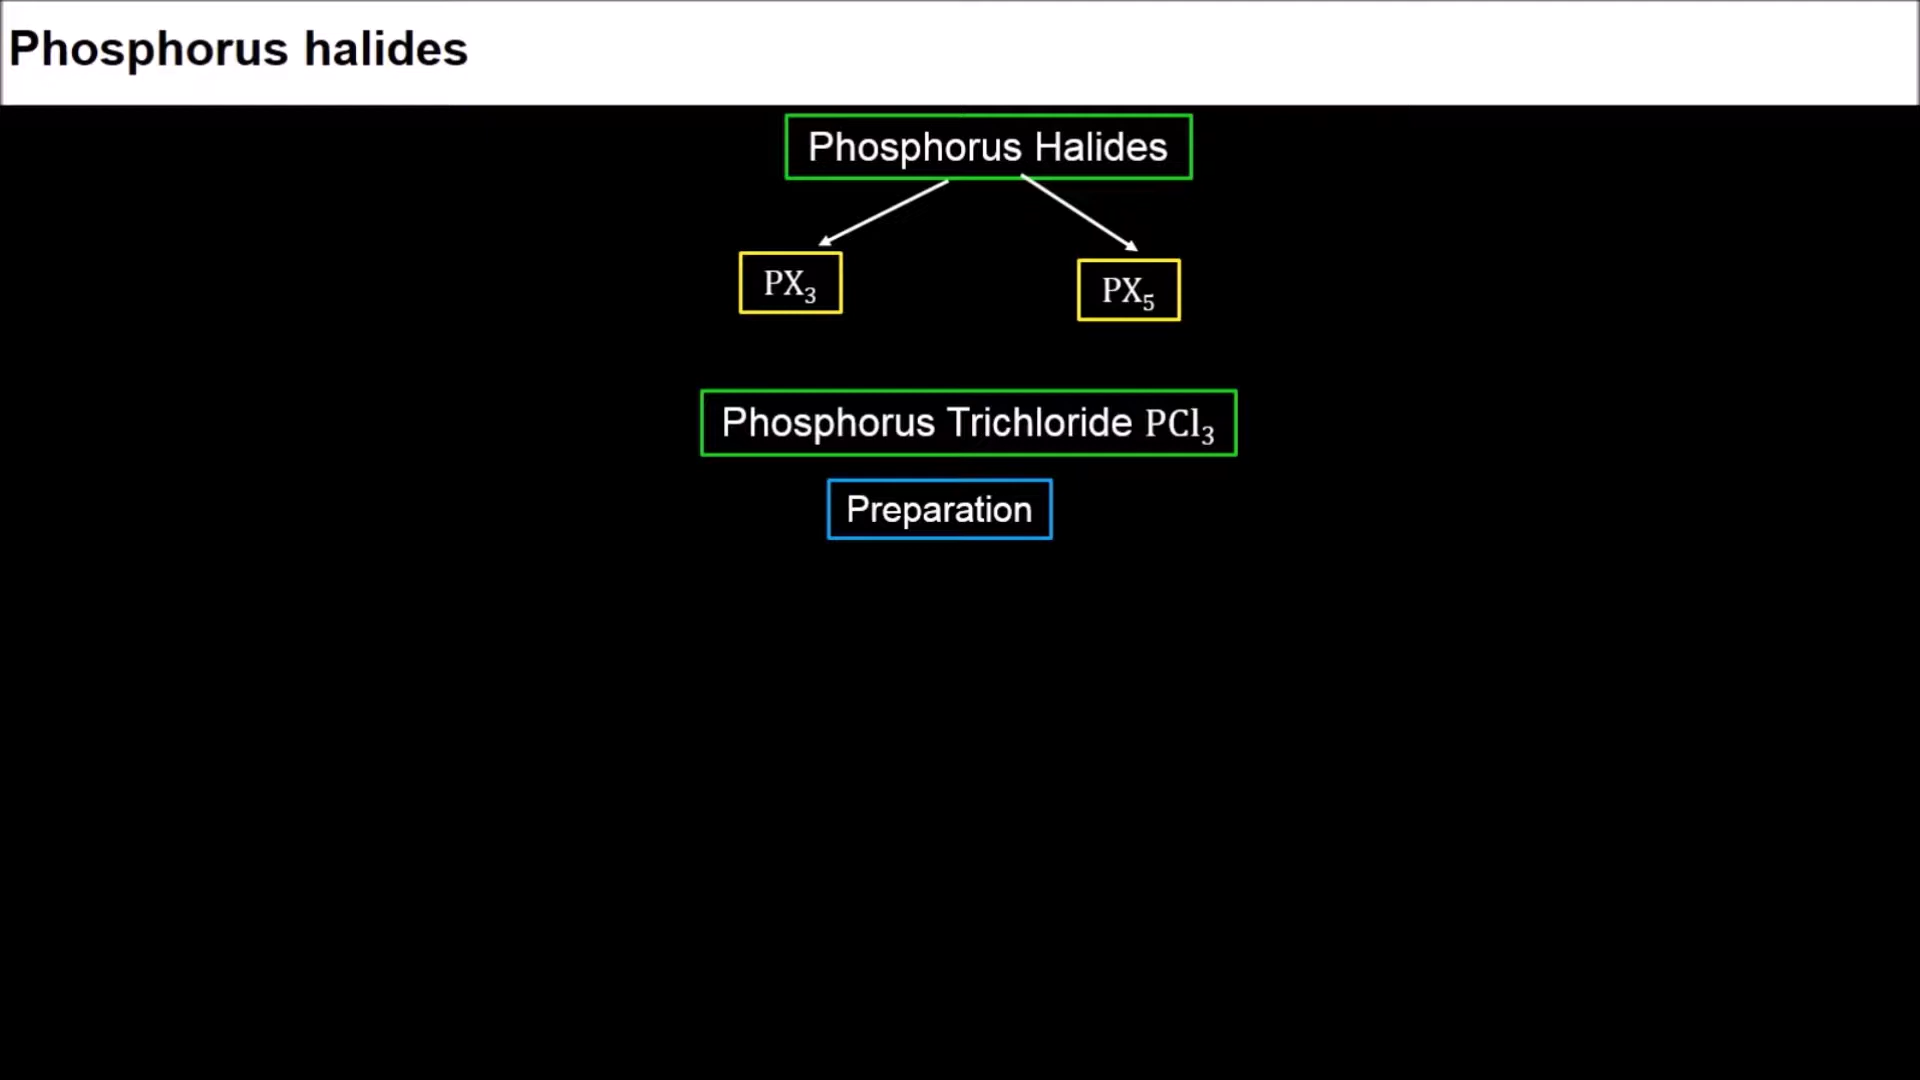 Phosphorus halides
Phosphorus Halides
PX₃
PX₅
Phosphorus Trichloride PCl₃
Preparation